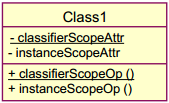 Class1
- classifierScopeAttr
- instanceScopeAttr
+ classifierScopeOp ()
+ instanceScopeOp ()